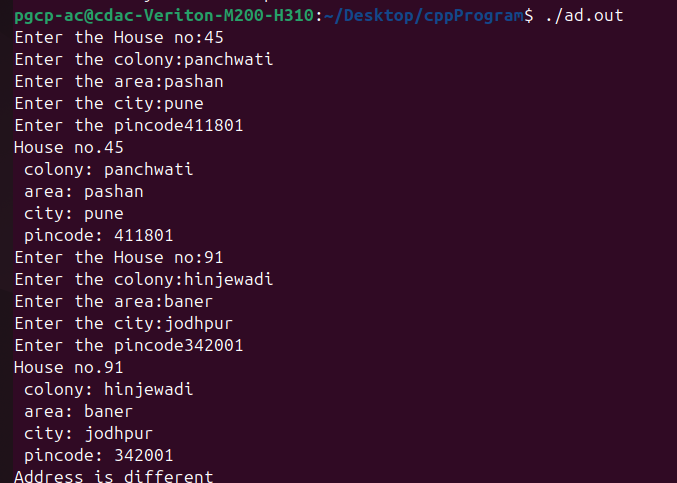 pgcp-ac@cdac-Veriton-M200-H310:~/Desktop/cppProgram$ ./ad.out
Enter the House no:45
Enter the colony:panchwati
Enter the area:pashan
Enter the city:pune
Enter the pincode411801
House no.45
 colony: panchwati
 area: pashan
 city: pune
 pincode: 411801
Enter the House no:91
Enter the colony:hinjewadi
Enter the area:baner
Enter the city:jodhpur
Enter the pincode342001
House no.91
 colony: hinjewadi
 area: baner
 city: jodhpur
 pincode: 342001
Address is different